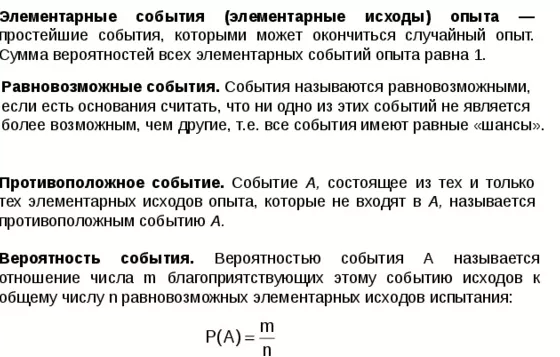 Элементарные события (элементарные исходы) опыта —
простейшие события, которыми может окончиться случайный опыт.
Сумма вероятностей всех элементарных событий опыта равна 1.
Равновозможные события. События называются равновозможными,
если есть основания считать, что ни одно из этих событий не является
более возможным, чем другие, т.е. все события имеют равные «шансы».
Противоположное событие. Событие А, состоящее из тех и только
тех элементарных исходов опыта, которые не входят в А, называется
противоположным событию А.
Вероятность события. Вероятностью события А называется
отношение числа m благоприятствующих этому событию исходов к
общему числу n равновозможных элементарных исходов испытания:
P(A) = m/n